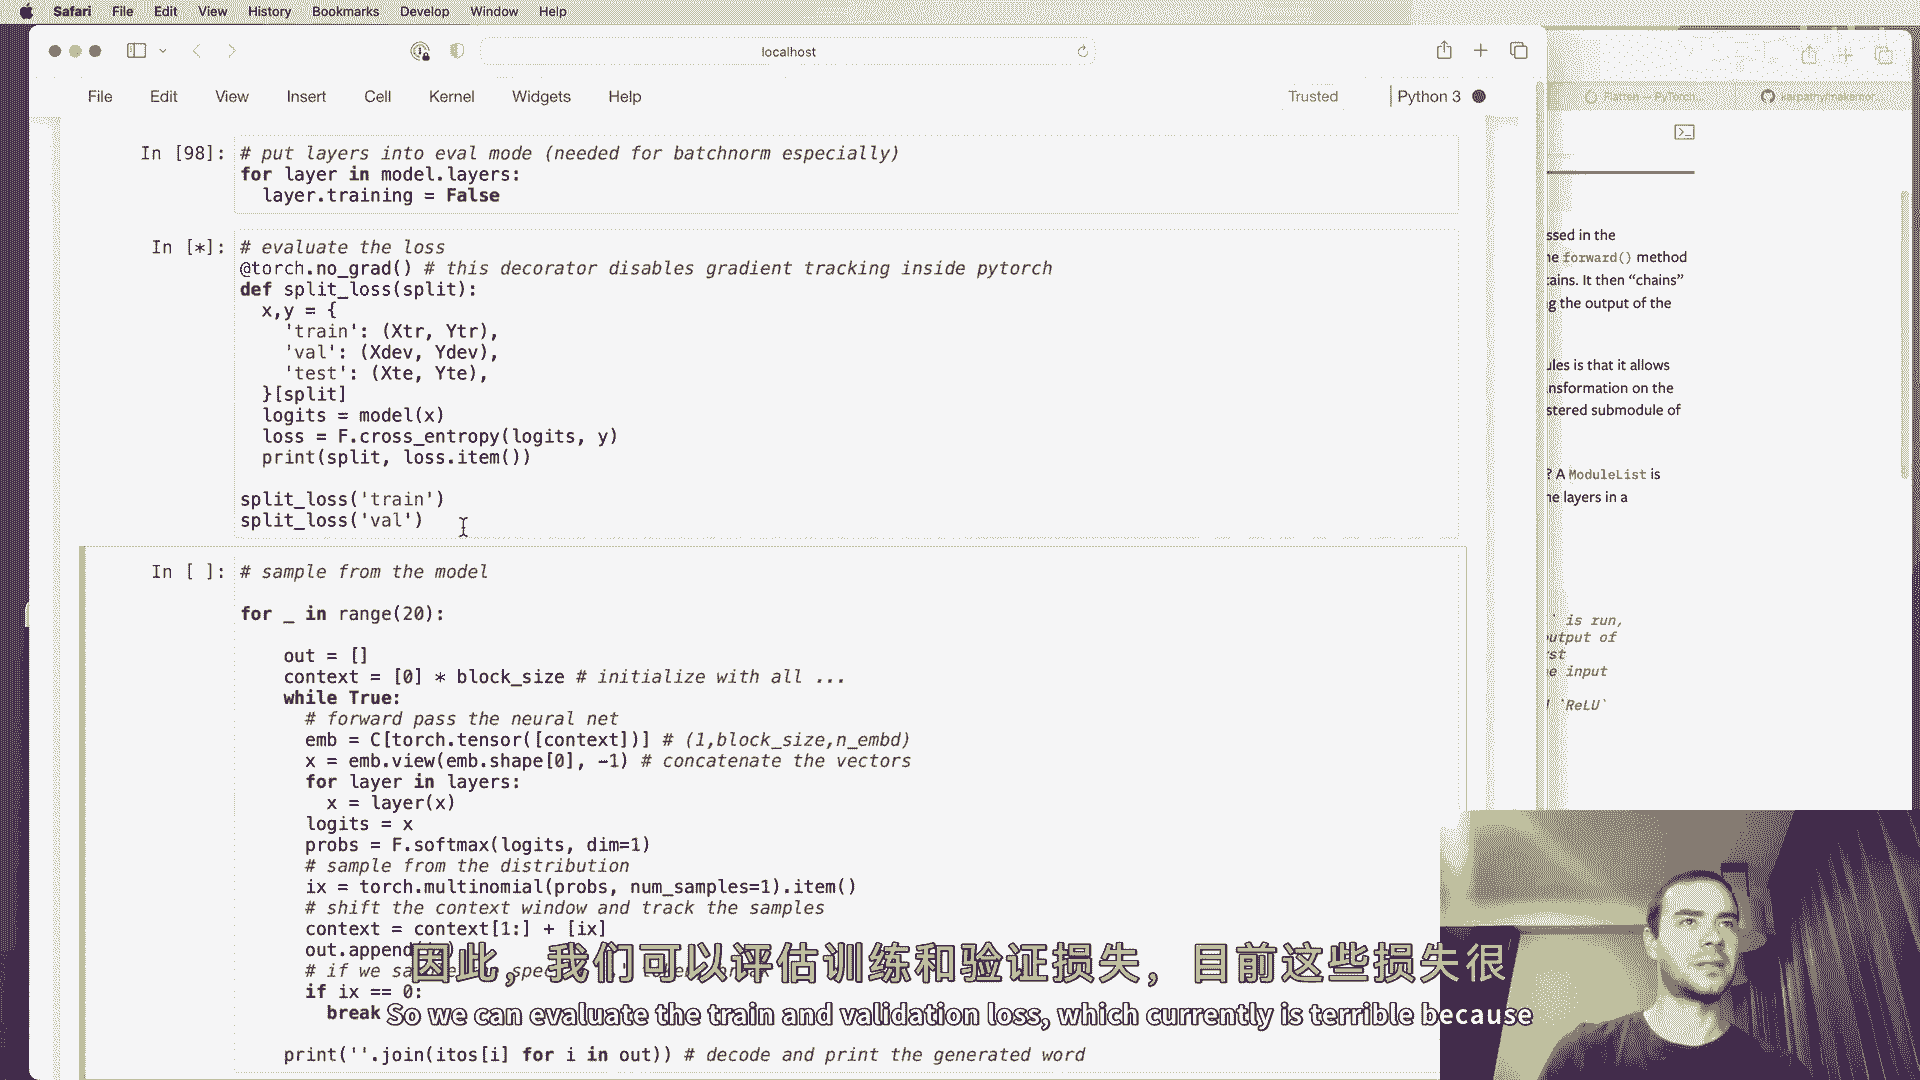 Safari File Edit View History Bookmarks Develop Window Help
localhost
File Edit View Insert Cell Kernel Widgets Help
Trusted Python 3
In [98]: # put layers into eval mode (needed for batchnorm especially)
for layer in model.layers:
  layer.training = False
In [*]: # evaluate the loss
@torch.no_grad() # this decorator disables gradient tracking inside pytorch
def split_loss(split):
  x,y = {
    'train': (Xtr, Ytr),
    'val': (Xdev, Ydev),
    'test': (Xte, Yte),
  }[split]
  logits = model(x)
  loss = F.cross_entropy(logits, y)
  print(split, loss.item())
split_loss('train')
split_loss('val')
In [ ]: # sample from the model
for _ in range(20):
    out = []
    context = [0] * block_size # initialize with all ...
    while True:
      # forward pass the neural net
      emb = C[torch.tensor([context])] # (1,block_size,n_embd)
      x = emb.view(emb.shape[0], -1) # concatenate the vectors
      for layer in layers:
        x = layer(x)
      logits = x
      probs = F.softmax(logits, dim=1)
      # sample from the distribution
      ix = torch.multinomial(probs, num_samples=1).item()
      # shift the context window and track the samples
      context = context[1:] + [ix]
      out.append
      # if we
      if ix == 0:
        break
    print(''.join(itos[i] for i in out)) # decode and print the generated word
Flatten — PyTorch...
karpathy/makemor...
ssed in the
forward() method
ains. It then “chains”
g the output of the
ules is that it allows
nsformation on the
stered submodule of
? A ModuleList is
he layers in a
is run,
output of
input
`ReLU`
因此，我们可以评估训练和验证损失，目前这些损失很
So we can evaluate the train and validation loss, which currently is terrible because